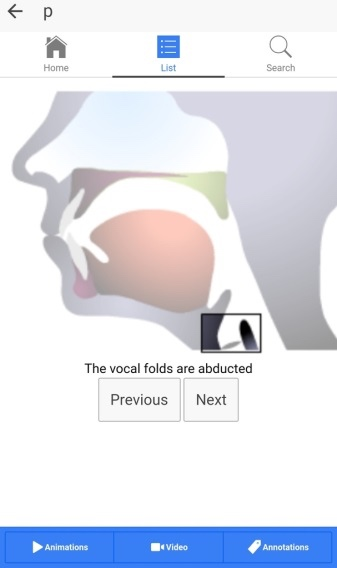 p
Home
List
Search
The vocal folds are abducted
Previous
Next
Animations
Video
Annotations